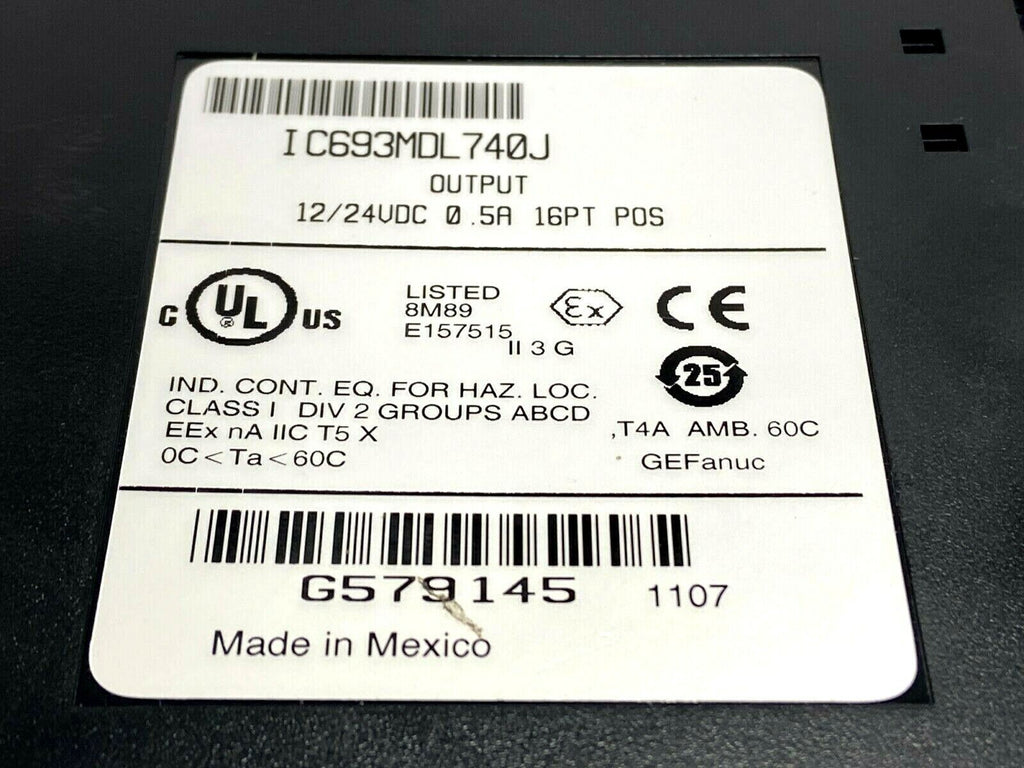 IC693MDL740J
OUTPUT
12/24VDC 0.5A 16PT POS
C UL ® US
LISTED
8M89
E157515
Ex
II 3 G
CE
25
IND. CONT. EQ. FOR HAZ. LOC.
CLASS I DIV 2 GROUPS ABCD
EEx nA IIC T5 X
0C<Ta<60C
,T4A AMB. 60C
GEFanuc
G579145 1107
Made in Mexico